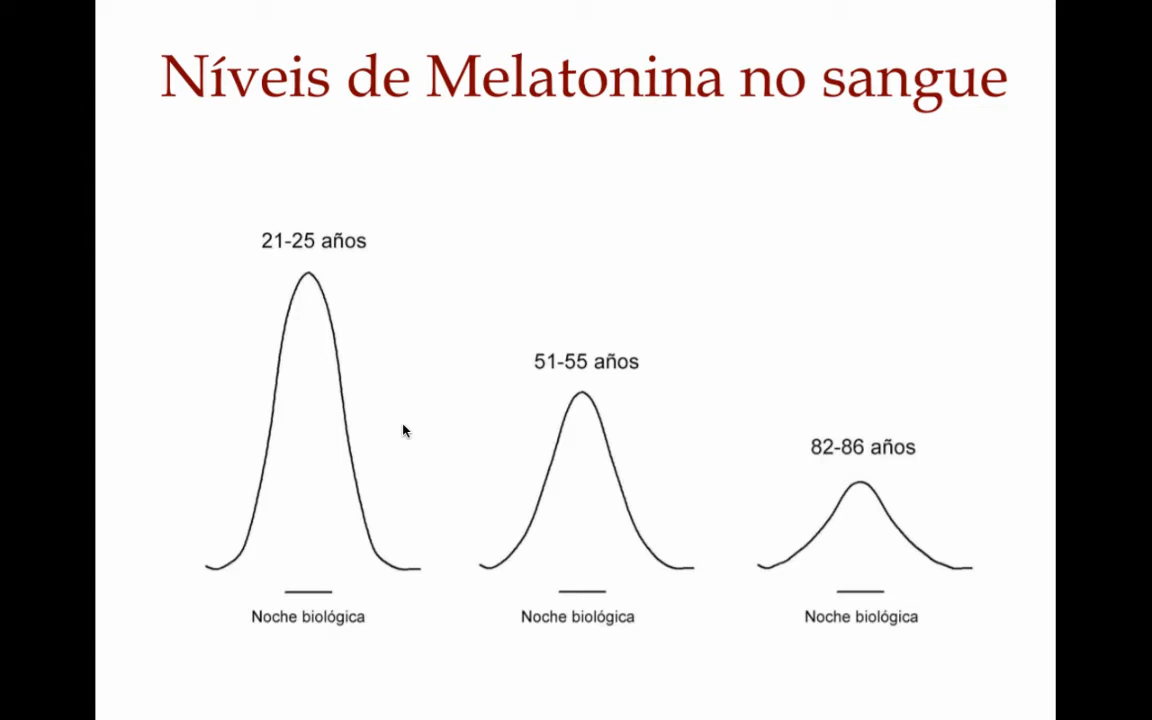 Níveis de Melatonina no sangue
21-25 años
51-55 años
82-86 años
Noche biológica
Noche biológica
Noche biológica